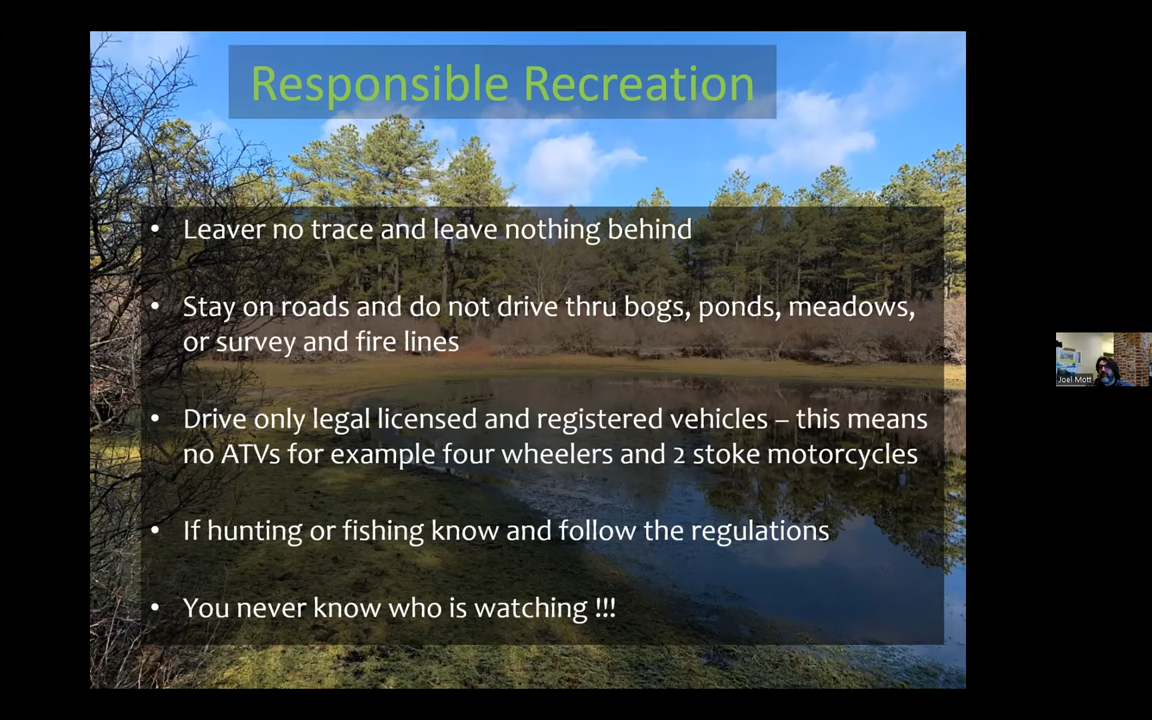 Responsible Recreation
• Leaver no trace and leave nothing behind
• Stay on roads and do not drive thru bogs, ponds, meadows,
or survey and fire lines
• Drive only legal licensed and registered vehicles – this means
no ATVs for example four wheelers and 2 stoke motorcycles
• If hunting or fishing know and follow the regulations
• You never know who is watching !!!
Joel Mott